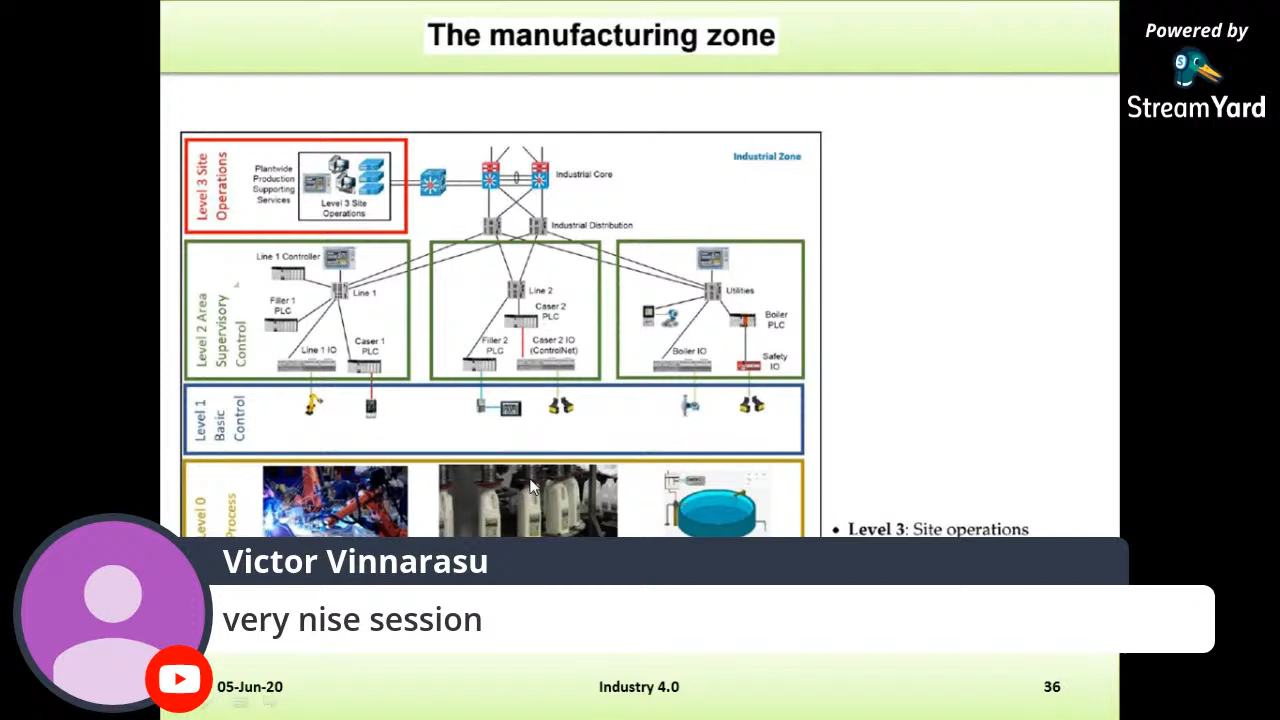 The manufacturing zone
Powered by
StreamYard
Level 3 Site
Operations
Plantwide
Production
Supporting
Services
Level 3 Site
Operations
Industrial Core
Industrial Zone
Industrial Distribution
Level 2 Area
Supervisory
Control
Line 1 Controller
Line 1
Filler 1
PLC
Line 1 IO
Caser 1
PLC
Line 2
Caser 2
PLC
Filler 2
PLC
Caser 2 IO
(ControlNet)
Utilities
Boiler
PLC
Boiler IO
Safety
IO
Level 1
Basic
Control
Level 0
Process
• Level 3: Site operations
Victor Vinnarasu
very nise session
05-Jun-20
Industry 4.0
36